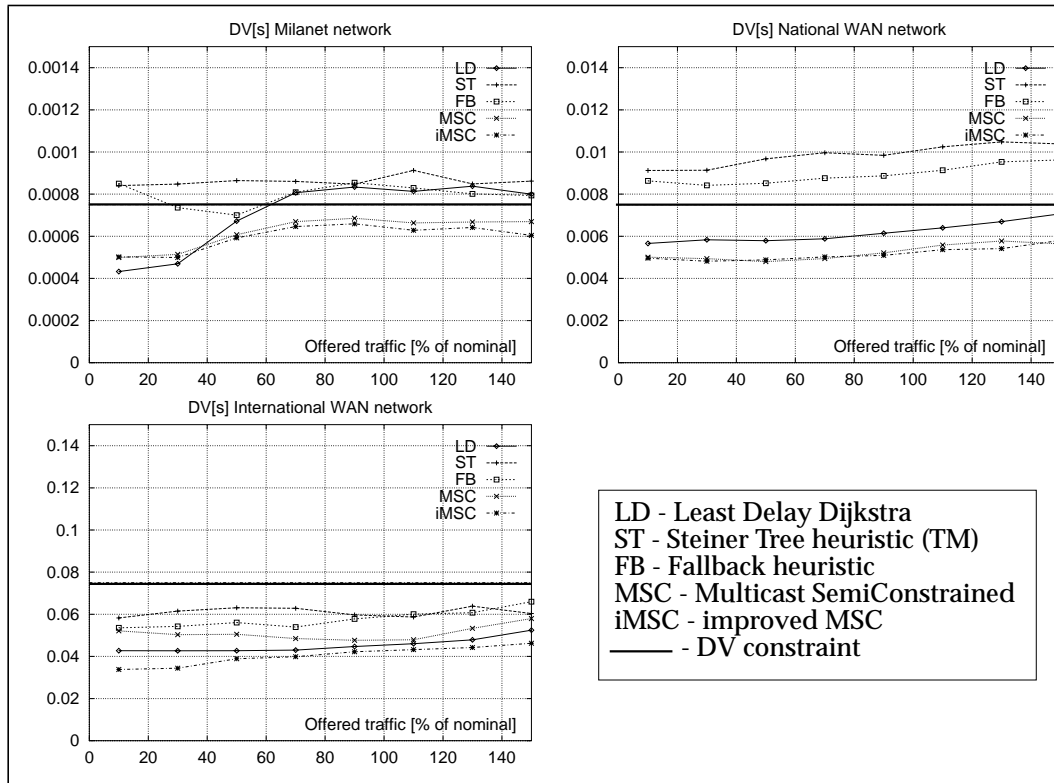 DV[s] Milanet network
0.0014
0.0012
0.001
0.0008
0.0006
0.0004
0.0002
0
LD
ST
FB
MSC
iMSC
Offered traffic [% of nominal]
0 20 40 60 80 100 120 140
DV[s] National WAN network
0.014
0.012
0.01
0.008
0.006
0.004
0.002
0
LD
ST
FB
MSC
iMSC
Offered traffic [% of nominal]
0 20 40 60 80 100 120 140
DV[s] International WAN network
0.14
0.12
0.1
0.08
0.06
0.04
0.02
0
LD
ST
FB
MSC
iMSC
Offered traffic [% of nominal]
0 20 40 60 80 100 120 140
LD - Least Delay Dijkstra
ST - Steiner Tree heuristic (TM)
FB - Fallback heuristic
MSC - Multicast SemiConstrained
iMSC - improved MSC
- DV constraint